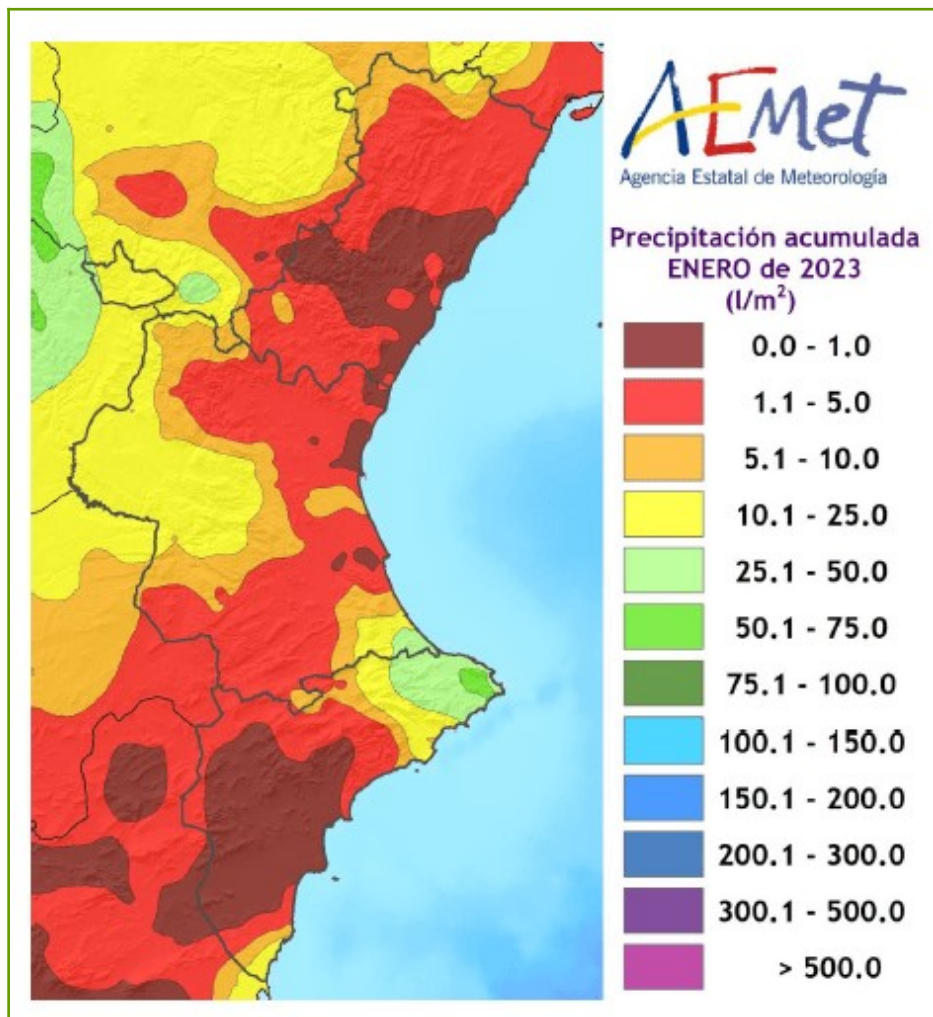 AEMet
Agencia Estatal de Meteorología
Precipitación acumulada
ENERO de 2023
(l/m²)
0.0 - 1.0
1.1 - 5.0
5.1 - 10.0
10.1 - 25.0
25.1 - 50.0
50.1 - 75.0
75.1 - 100.0
100.1 - 150.0
150.1 - 200.0
200.1 - 300.0
300.1 - 500.0
> 500.0